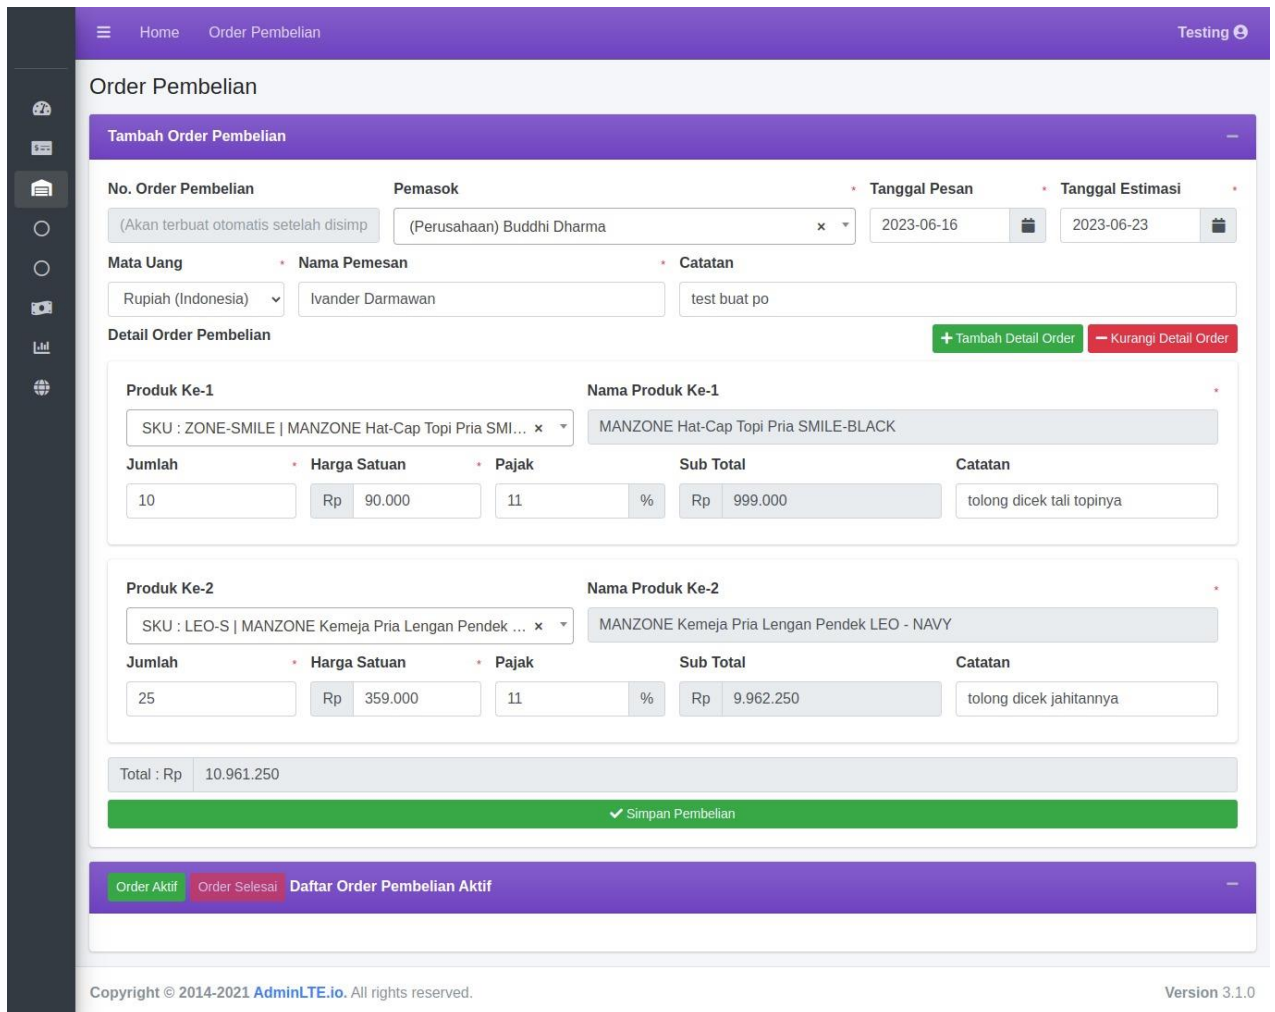 Home Order Pembelian Testing
Order Pembelian
Tambah Order Pembelian
No. Order Pembelian Pemasok * Tanggal Pesan * Tanggal Estimasi *
(Akan terbuat otomatis setelah disimp (Perusahaan) Buddhi Dharma × 2023-06-16 2023-06-23
Mata Uang * Nama Pemesan * Catatan
Rupiah (Indonesia) Ivander Darmawan test buat po
Detail Order Pembelian + Tambah Detail Order − Kurangi Detail Order
Produk Ke-1 Nama Produk Ke-1 *
SKU : ZONE-SMILE | MANZONE Hat-Cap Topi Pria SMI... × MANZONE Hat-Cap Topi Pria SMILE-BLACK
Jumlah * Harga Satuan * Pajak Sub Total Catatan
10 Rp 90.000 11 % Rp 999.000 tolong dicek tali topinya
Produk Ke-2 Nama Produk Ke-2 *
SKU : LEO-S | MANZONE Kemeja Pria Lengan Pendek ... × MANZONE Kemeja Pria Lengan Pendek LEO - NAVY
Jumlah * Harga Satuan * Pajak Sub Total Catatan
25 Rp 359.000 11 % Rp 9.962.250 tolong dicek jahitannya
Total : Rp 10.961.250
Simpan Pembelian
Order Aktif Order Selesai Daftar Order Pembelian Aktif
Copyright © 2014-2021 AdminLTE.io. All rights reserved. Version 3.1.0